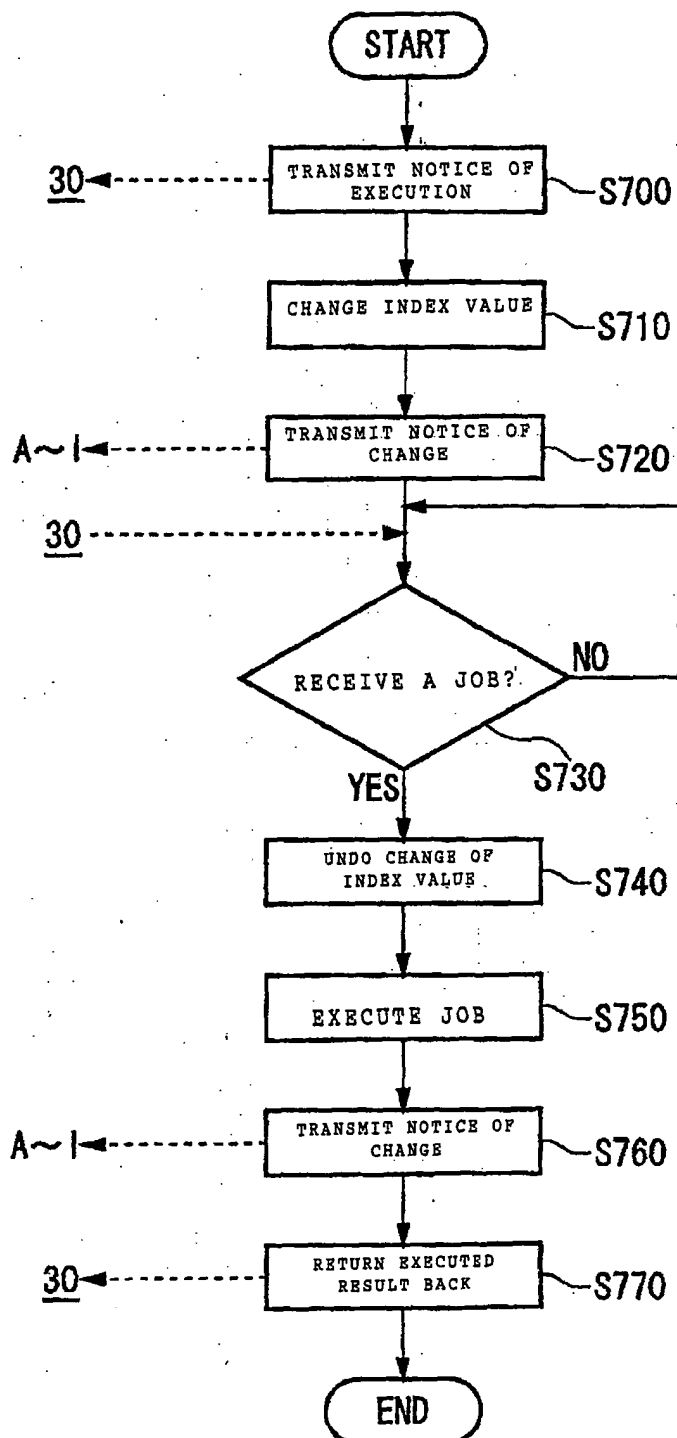 START
TRANSMIT NOTICE OF
EXECUTION
30
S700
CHANGE INDEX VALUE
S710
TRANSMIT NOTICE OF
CHANGE
A~I
S720
30
RECEIVE A JOB?
NO
S730
YES
UNDO CHANGE OF
INDEX VALUE
S740
EXECUTE JOB
S750
TRANSMIT NOTICE OF
CHANGE
A~I
S760
RETURN EXECUTED
RESULT BACK
30
S770
END